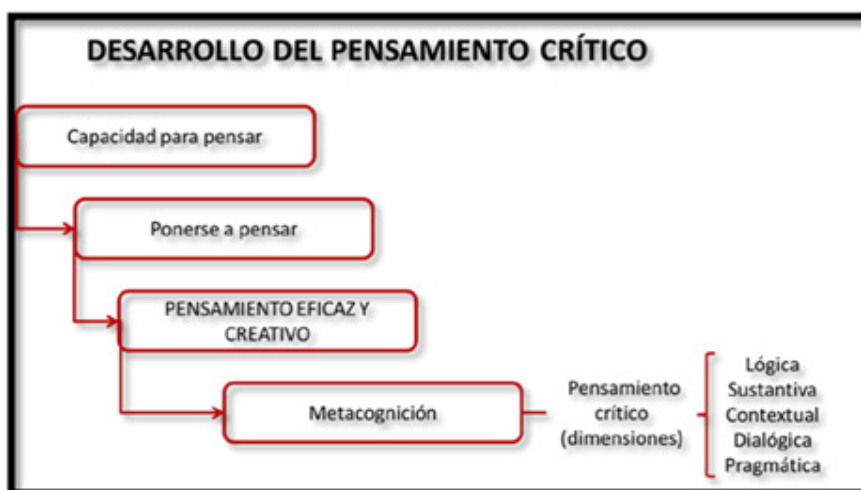 DESARROLLO DEL PENSAMIENTO CRÍTICO
Capacidad para pensar
Ponerse a pensar
PENSAMIENTO EFICAZ Y
CREATIVO
Metacognición
Pensamiento
crítico
(dimensiones)
Lógica
Sustantiva
Contextual
Dialógica
Pragmática